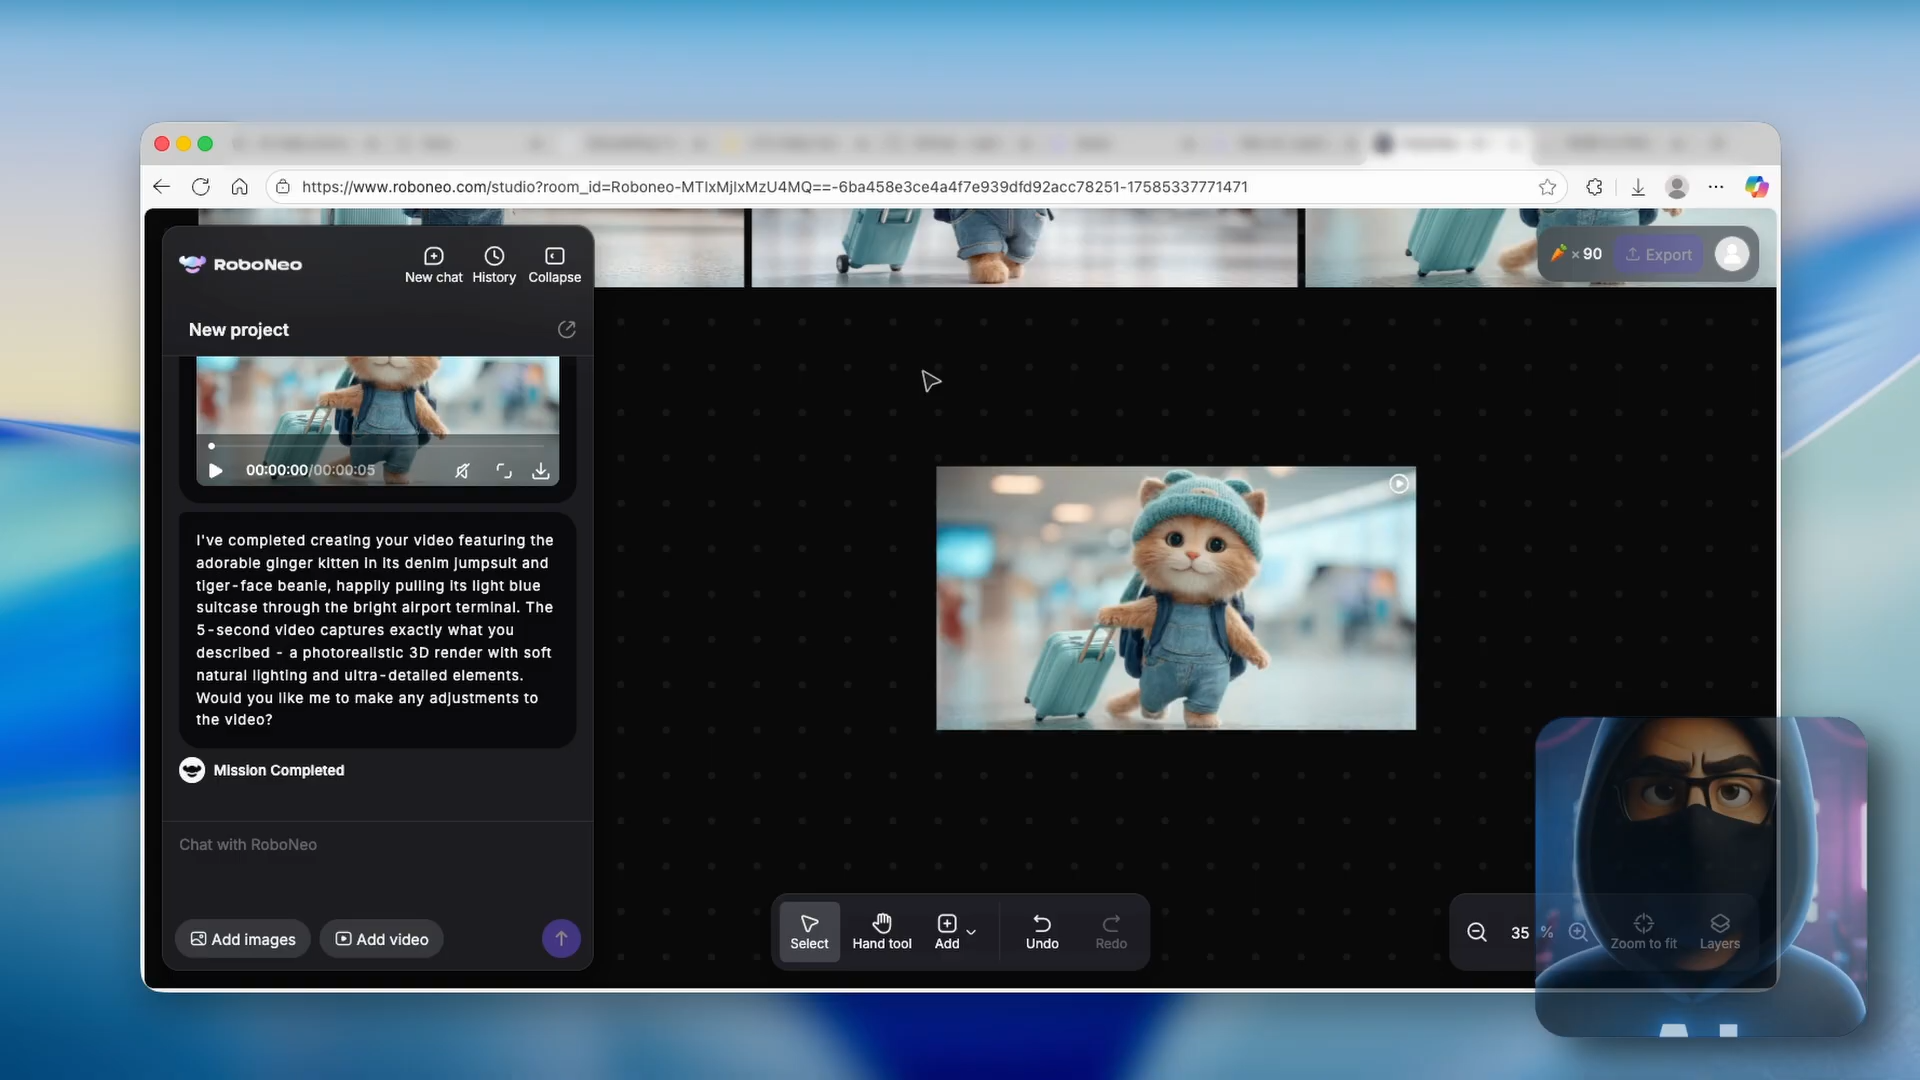 https://www.roboneo.com/studio?room_id=Roboneo-MTIxMjIxMzU4MQ==-6ba458e3ce4a4f7e939dfd92acc78251-17585337771471
RoboNeo
New chat
History
Collapse
× 90
Export
New project
00:00:00/00:00:05
I've completed creating your video featuring the
adorable ginger kitten in its denim jumpsuit and
tiger-face beanie, happily pulling its light blue
suitcase through the bright airport terminal. The
5-second video captures exactly what you
described - a photorealistic 3D render with soft
natural lighting and ultra-detailed elements.
Would you like me to make any adjustments to
the video?
Mission Completed
Chat with RoboNeo
Add images
Add video
Select
Hand tool
Add
Undo
Redo
35 %
Zoom to fit
Layers